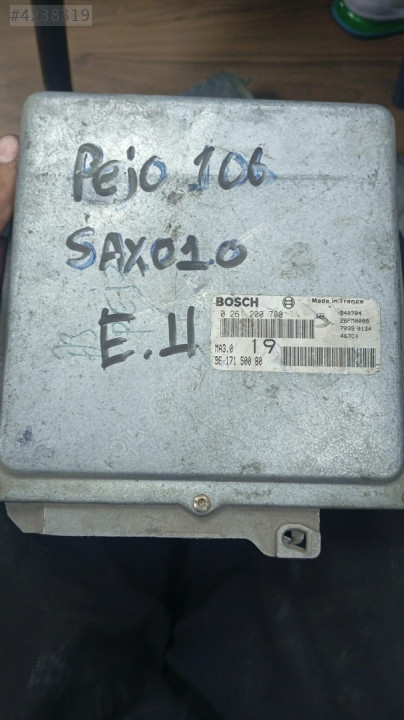 #4238319
Pejo 106
SAXO1.0
E.Ц
BOSCH
Made in France
0 261 200 780
MA3.0
19
96 171 500 80